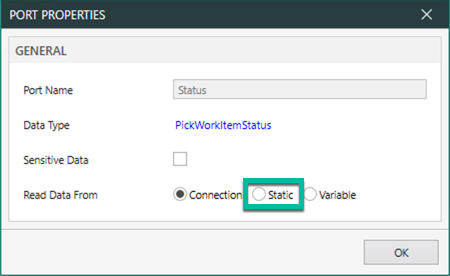 PORT PROPERTIES
GENERAL
Port Name
Status
Data Type
PickWorkItemStatus
Sensitive Data
Read Data From
Connection Static Variable
OK